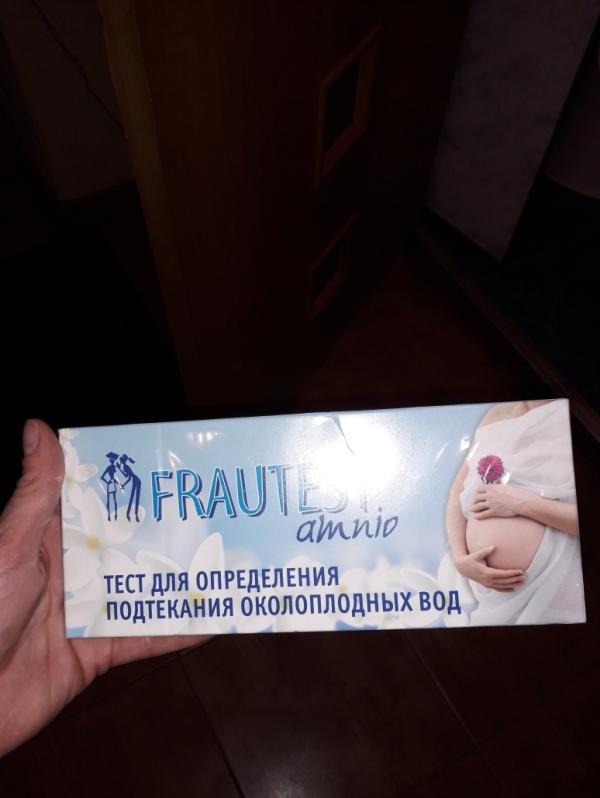 FRAUTEST
amnio
ТЕСТ ДЛЯ ОПРЕДЕЛЕНИЯ
ПОДТЕКАНИЯ ОКОЛОПЛОДНЫХ ВОД